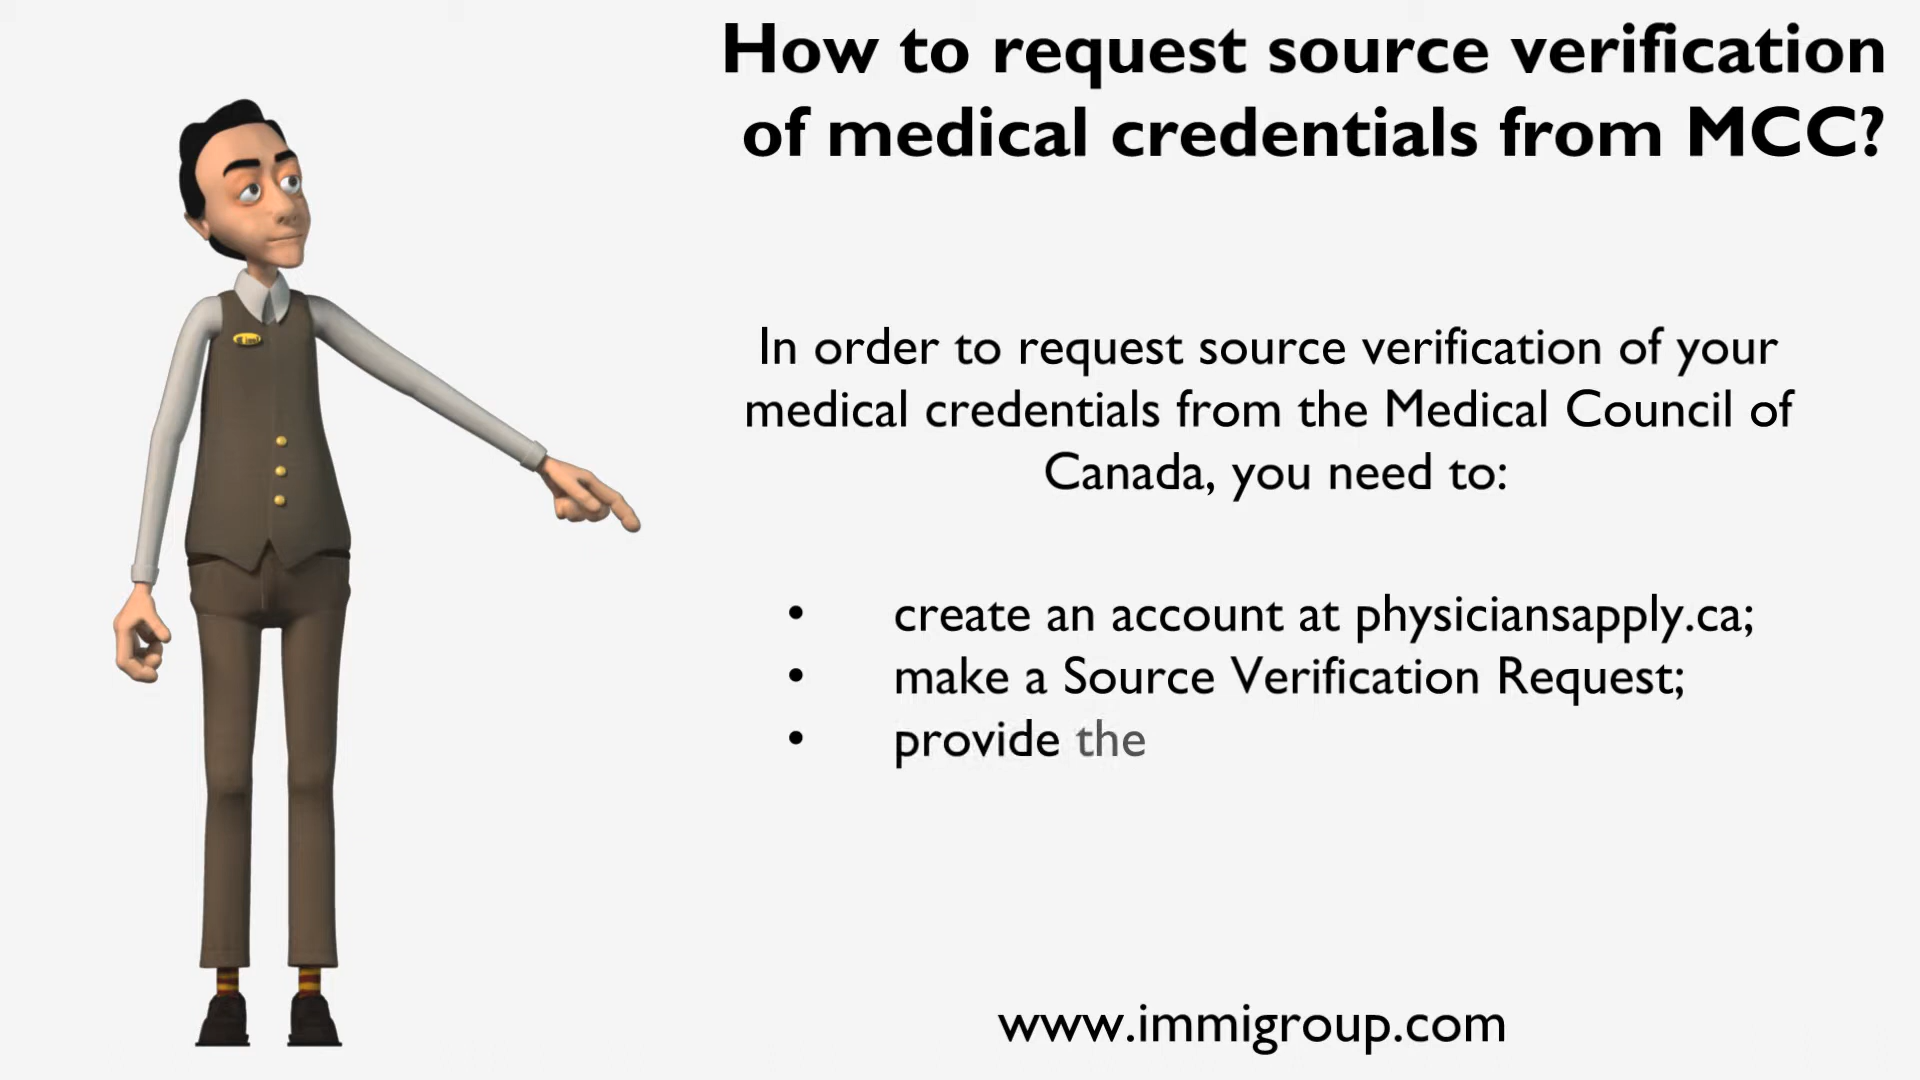 How to request source verification
of medical credentials from MCC?
In order to request source verification of your
medical credentials from the Medical Council of
Canada, you need to:
• create an account at physiciansapply.ca;
• make a Source Verification Request;
• provide the
www.immigroup.com